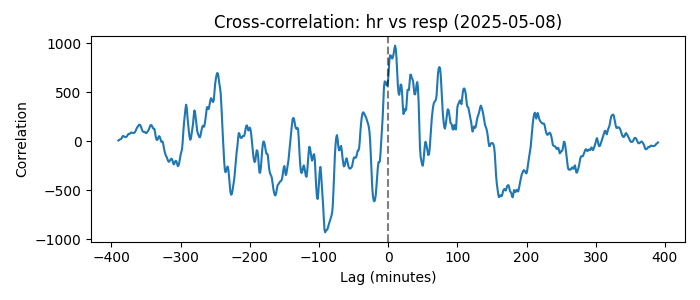 Cross-correlation: hr vs resp (2025-05-08)
Correlation
1000
500
0
−500
−1000
−400 −300 −200 −100 0 100 200 300 400
Lag (minutes)